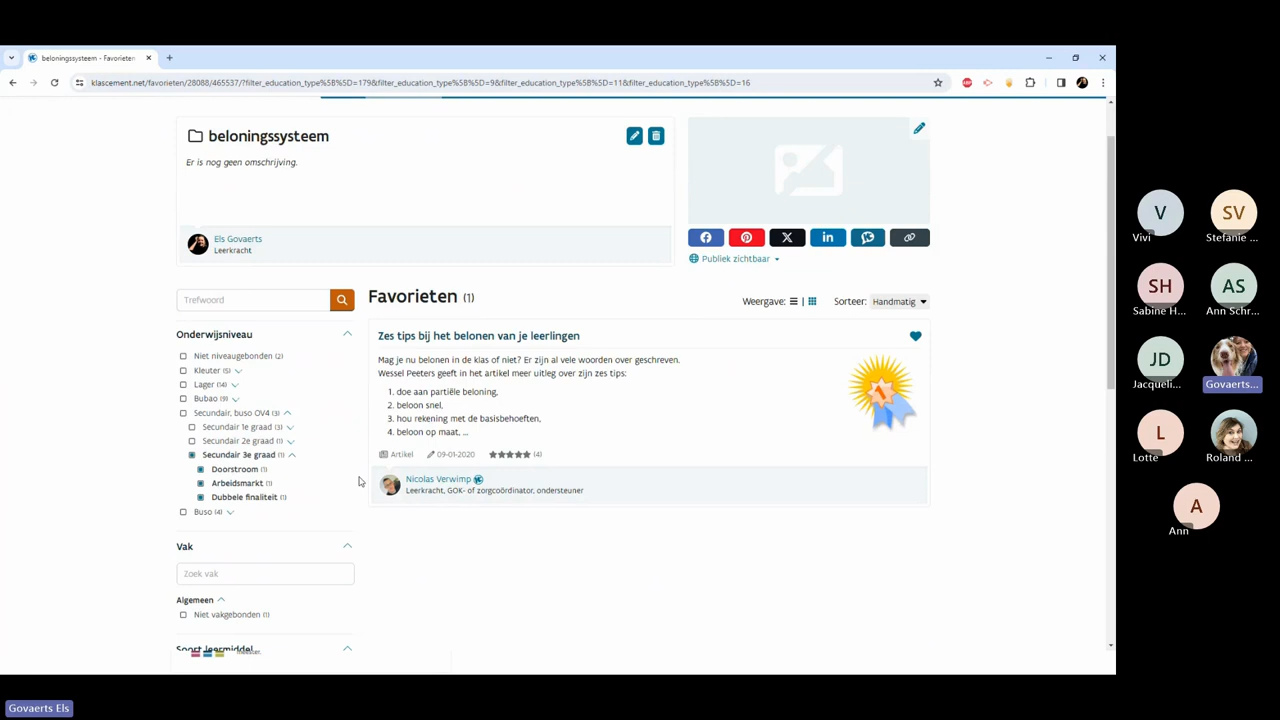 beloningssysteem - Favorieten
klascement.net/favorieten/28088/465537/?filter_education_type%5B%5D=179&filter_education_type%5B%5D=9&filter_education_type%5B%5D=11&filter_education_type%5B%5D=16
beloningssysteem
Er is nog geen omschrijving.
Els Govaerts
Leerkracht
Publiek zichtbaar
Trefwoord
Favorieten (1)
Weergave: | Sorteer: Handmatig
Onderwijsniveau
Niet niveaugebonden (2)
Kleuter (5)
Lager (14)
Bubao (9)
Secundair, buso OV4 (3)
Secundair 1e graad (3)
Secundair 2e graad (1)
Secundair 3e graad (1)
Doorstroom (1)
Arbeidsmarkt (1)
Dubbele finaliteit (1)
Buso (4)
Vak
Zoek vak
Algemeen
Niet vakgebonden (1)
Soort leermiddel
meester.
Zes tips bij het belonen van je leerlingen
Mag je nu belonen in de klas of niet? Er zijn al vele woorden over geschreven.
Wessel Peeters geeft in het artikel meer uitleg over zijn zes tips:
1. doe aan partiële beloning,
2. beloon snel,
3. hou rekening met de basisbehoeften,
4. beloon op maat, ...
Artikel 09-01-2020 (4)
Nicolas Verwimp
Leerkracht, GOK- of zorgcoördinator, ondersteuner
V
Vivi
SV
Stefanie ...
SH
Sabine H...
AS
Ann Schr...
JD
Jacqueli...
Govaerts...
L
Lotte
Roland ...
A
Ann
Govaerts Els